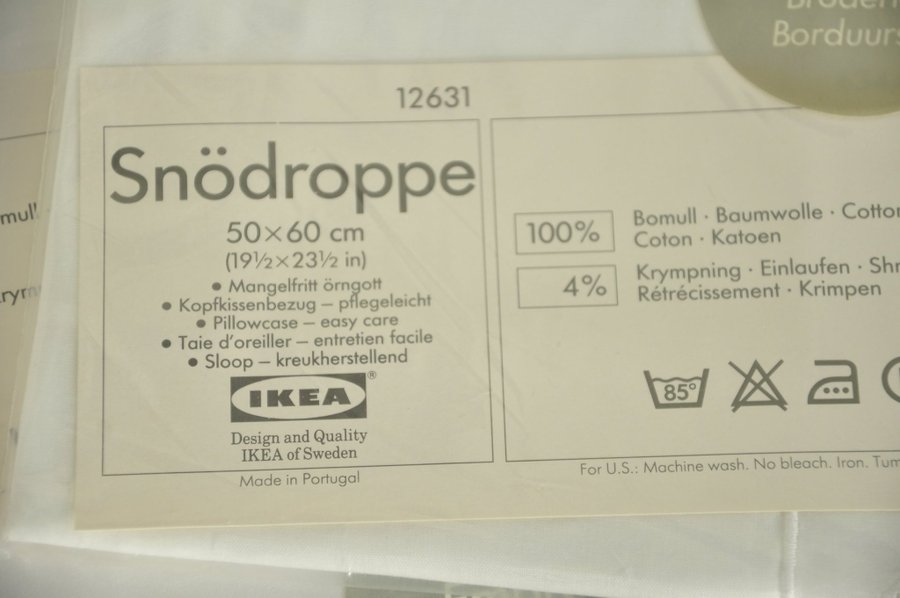 Borduurs
12631
Snödroppe
50×60 cm
(19½×23½ in)
● Mangelfritt örngott
● Kopfkissenbezug – pflegeleicht
● Pillowcase – easy care
● Taie d'oreiller – entretien facile
● Sloop – kreukherstellend
IKEA®
Design and Quality
IKEA of Sweden
Made in Portugal
100% Bomull · Baumwolle · Cotton
Coton · Katoen
4% Krympning · Einlaufen · Shr
Rétrécissement · Krimpen
85°
For U.S.: Machine wash. No bleach. Iron. Tum